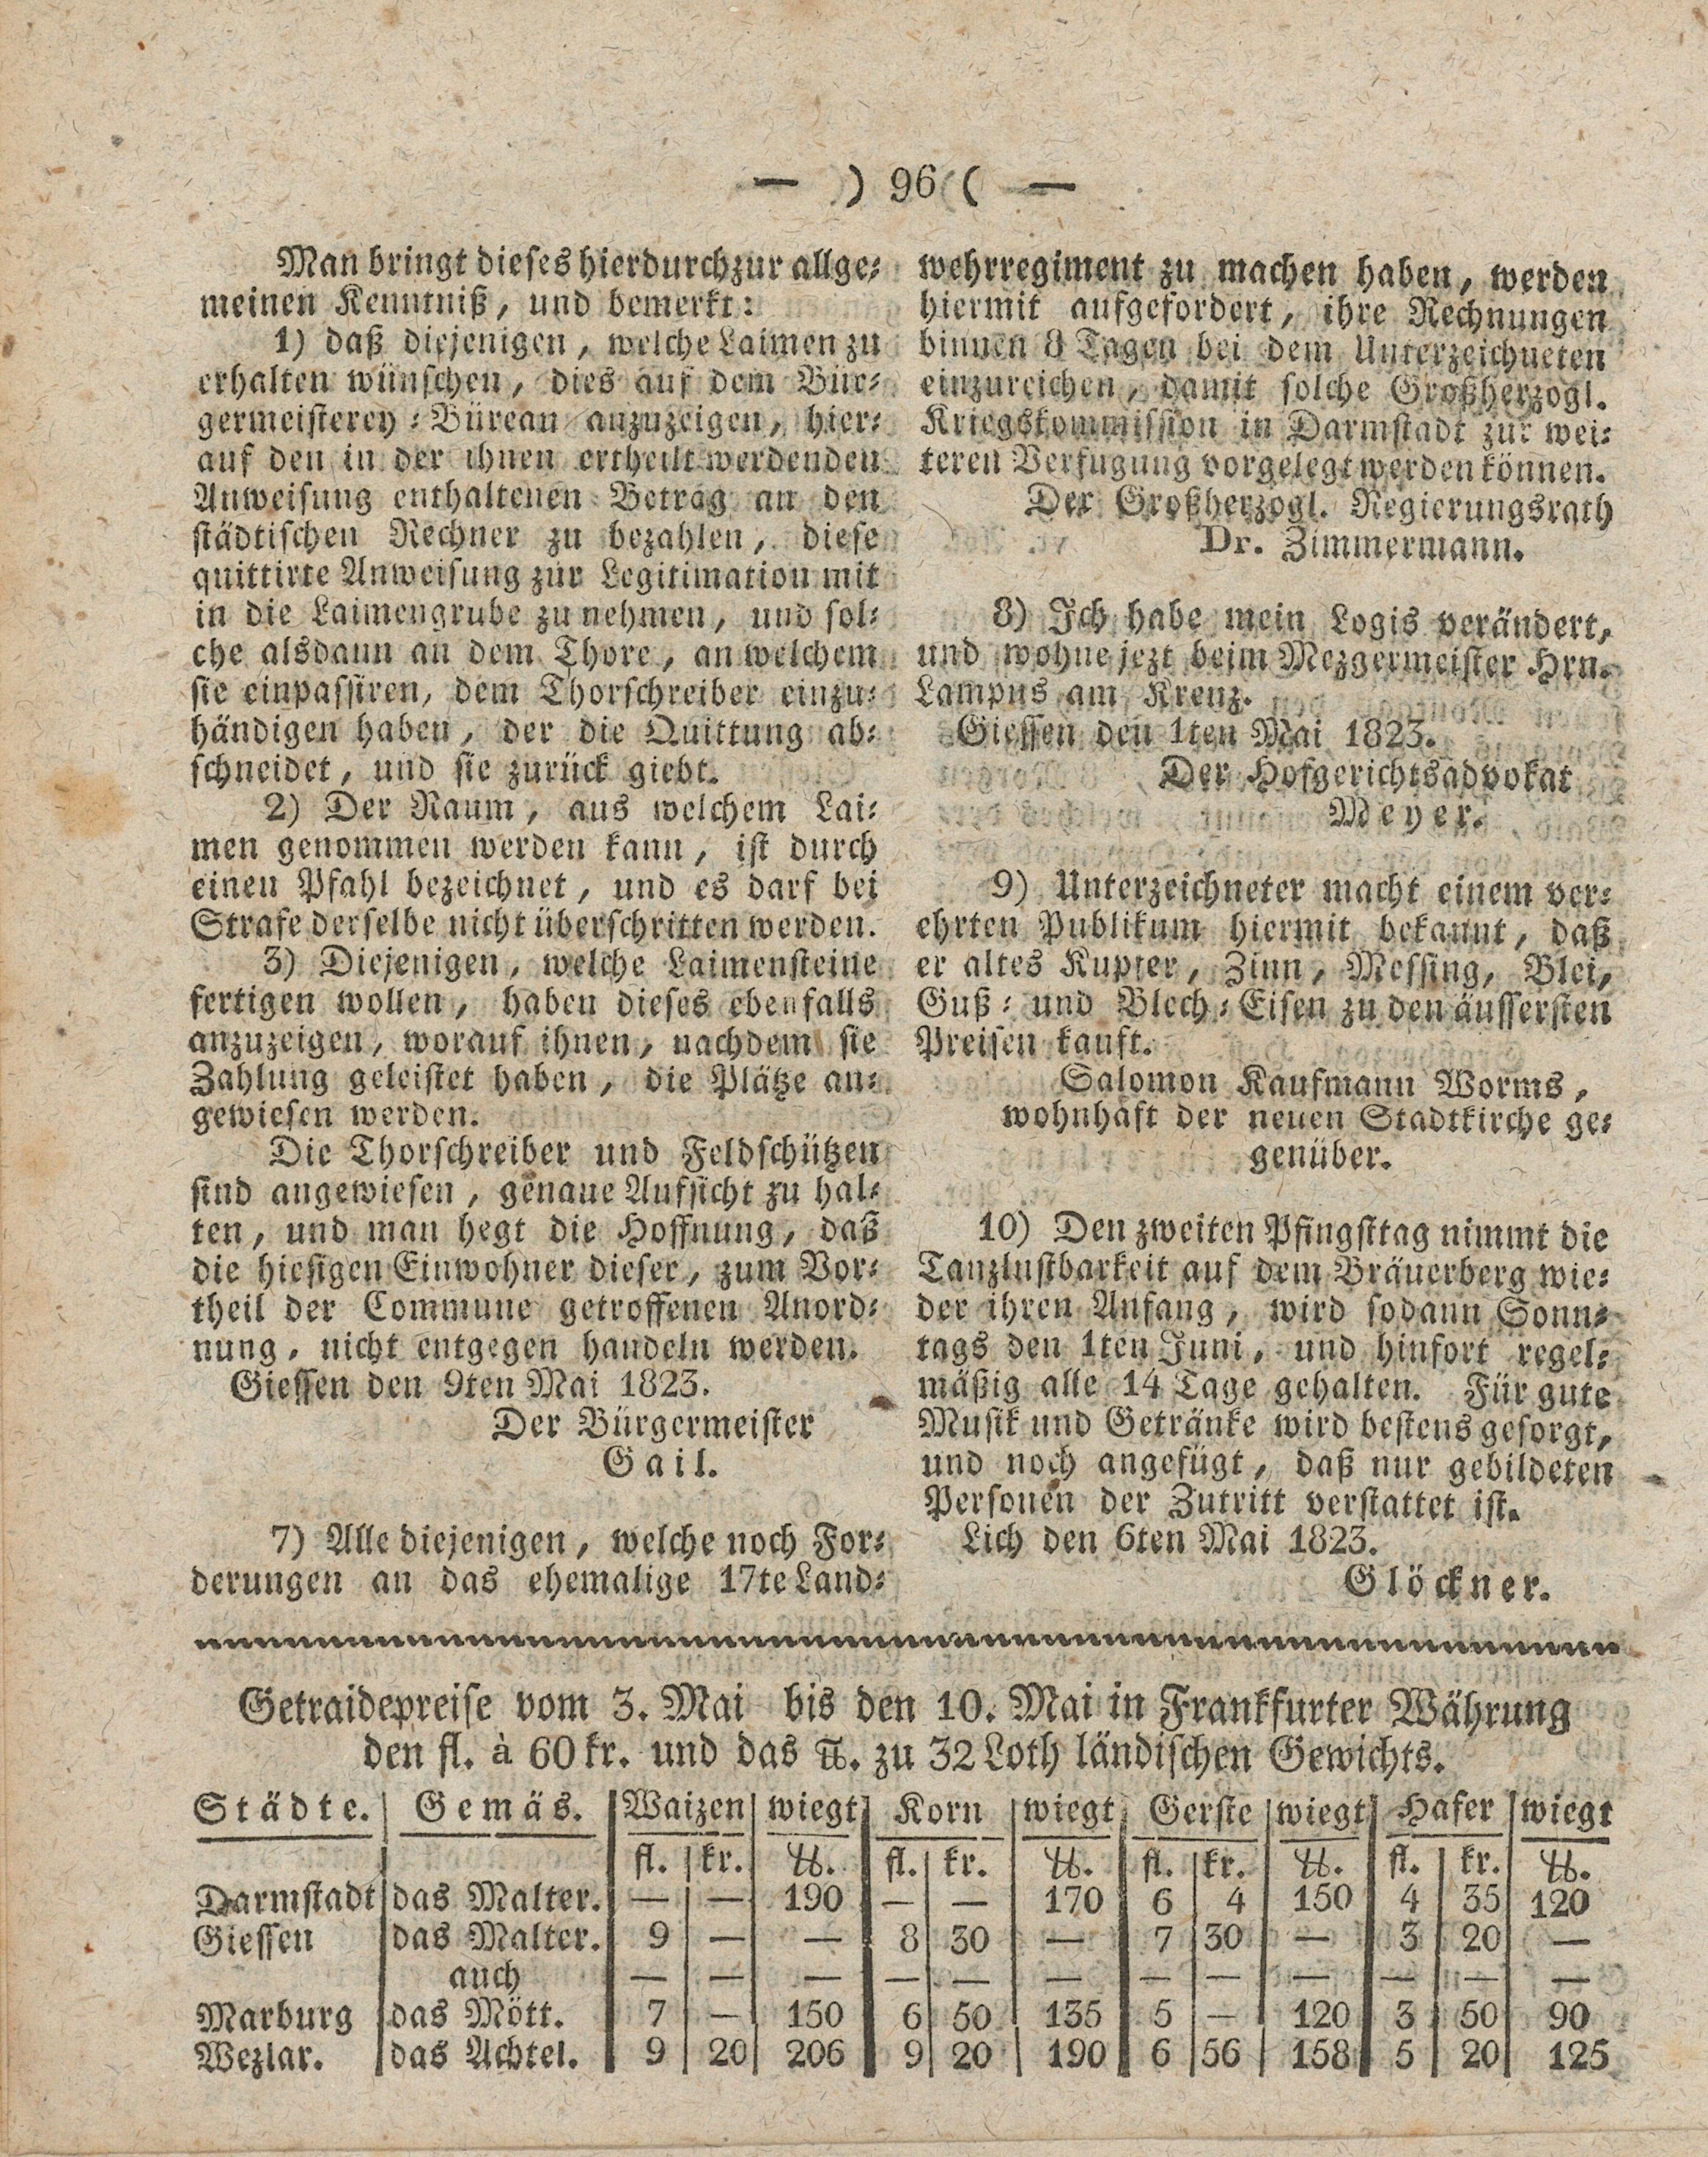 — ) 96 ( —
Man bringt dieses hierdurch zur allge-
meinen Kenntniß, und bemerkt:
1) daß diejenigen, welche Laimen zu
erhalten wünschen, dies auf dem Bür-
germeisterey-Büreau anzuzeigen, hier-
auf den in der ihnen ertheilt werdenden
Anweisung enthaltenen Betrag an den
städtischen Rechner zu bezahlen, diese
quittirte Anweisung zur Legitimation mit
in die Laimengrube zu nehmen, und sol-
che alsdann an dem Thore, an welchem
sie einpassiren, dem Thorschreiber einzu-
händigen haben, der die Quittung ab-
schneidet, und sie zurück giebt.
2) Der Raum, aus welchem Lai-
men genommen werden kann, ist durch
einen Pfahl bezeichnet, und es darf bei
Strafe derselbe nicht überschritten werden.
3) Diejenigen, welche Laimensteine
fertigen wollen, haben dieses ebenfalls
anzuzeigen, worauf ihnen, nachdem sie
Zahlung geleistet haben, die Plätze an-
gewiesen werden.
Die Thorschreiber und Feldschützen
sind angewiesen, genaue Aufsicht zu hal-
ten, und man hegt die Hoffnung, daß
die hiesigen Einwohner dieser, zum Vor-
theil der Commune getroffenen Anord-
nung, nicht entgegen handeln werden.
Giessen den 9ten Mai 1823.
Der Bürgermeister
Gail.
7) Alle diejenigen, welche noch For-
derungen an das ehemalige 17te Land-
wehrregiment zu machen haben, werden
hiermit aufgefordert, ihre Rechnungen
binnen 8 Tagen bei dem Unterzeichneten
einzureichen, damit solche Großherzogl.
Kriegskommission in Darmstadt zur wei-
teren Verfugung vorgelegt werden können.
Der Großherzogl. Regierungsrath
Dr. Zimmermann.
8) Ich habe mein Logis verändert,
und wohne jezt beim Mezgermeister Hrn.
Lampus am Kreuz.
Giessen den 1ten Mai 1823.
Der Hofgerichtsadvokat
Meyer.
9) Unterzeichneter macht einem ver-
ehrten Publikum hiermit bekannt, daß
er altes Kupfer, Zinn, Messing, Blei,
Guß- und Blech-Eisen zu den äussersten
Preisen kauft.
Salomon Kaufmann Worms,
wohnhaft der neuen Stadtkirche ge-
genüber.
10) Den zweiten Pfingsttag nimmt die
Tanzlustbarkeit auf dem Bräuerberg wie-
der ihren Anfang, wird sodann Sonn-
tags den 1ten Juni, und hinfort regel-
mäßig alle 14 Tage gehalten. Für gute
Musik und Getränke wird bestens gesorgt,
und noch angefügt, daß nur gebildeten
Personen der Zutritt verstattet ist.
Lich den 6ten Mai 1823.
Glöckner.
Getraidepreise vom 3. Mai bis den 10. Mai in Frankfurter Währung
den fl. à 60 kr. und das ℔. zu 32 Loth ländischen Gewichts.
Städte. Gemäs. Waizen wiegt Korn wiegt Gerste wiegt Hafer wiegt
fl. kr. ℔. fl. kr. ℔. fl. kr. ℔. fl. kr. ℔.
Darmstadt das Malter. — — 190 — — 170 6 4 150 4 35 120
Giessen das Malter. 9 — — 8 30 — 7 30 — 3 20 —
auch — — — — — — — — — — — —
Marburg das Mött. 7 — 150 6 50 135 5 — 120 3 50 90
Wezlar. das Achtel. 9 20 206 9 20 190 6 56 158 5 20 125